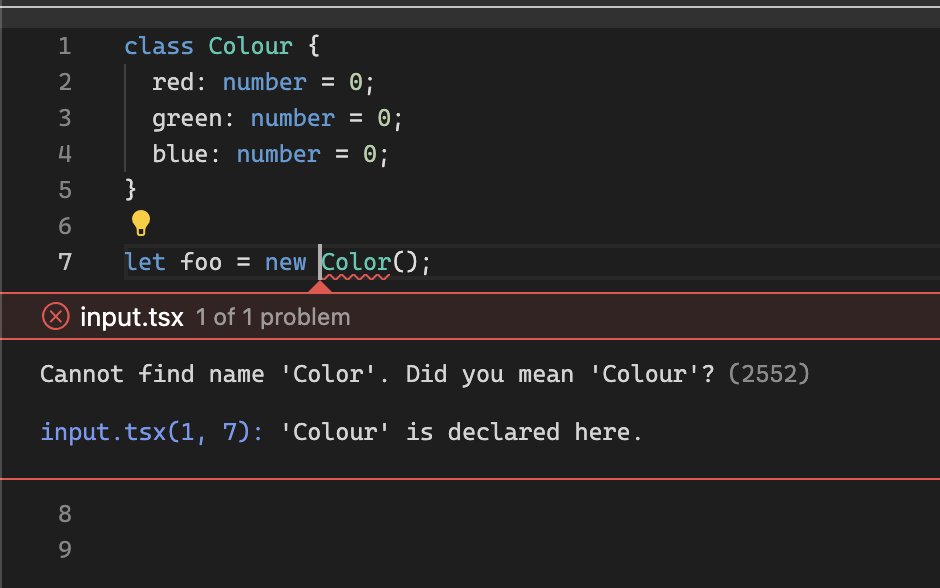 1 class Colour {
2 red: number = 0;
3 green: number = 0;
4 blue: number = 0;
5 }
6
7 let foo = new Color();
input.tsx 1 of 1 problem
Cannot find name 'Color'. Did you mean 'Colour'? (2552)
input.tsx(1, 7): 'Colour' is declared here.
8
9